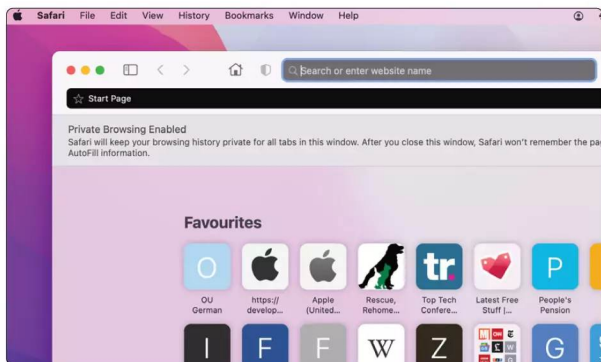 Safari File Edit View History Bookmarks Window Help
Search or enter website name
Start Page
Private Browsing Enabled
Safari will keep your browsing history private for all tabs in this window. After you close this window, Safari won't remember the pa
AutoFill information.
Favourites
O tr. P
OU German
https:// develop...
Apple (United...
Rescue, Rehome...
Top Tech Confere...
Latest Free Stuff |...
People's Pension
I F F W Z G